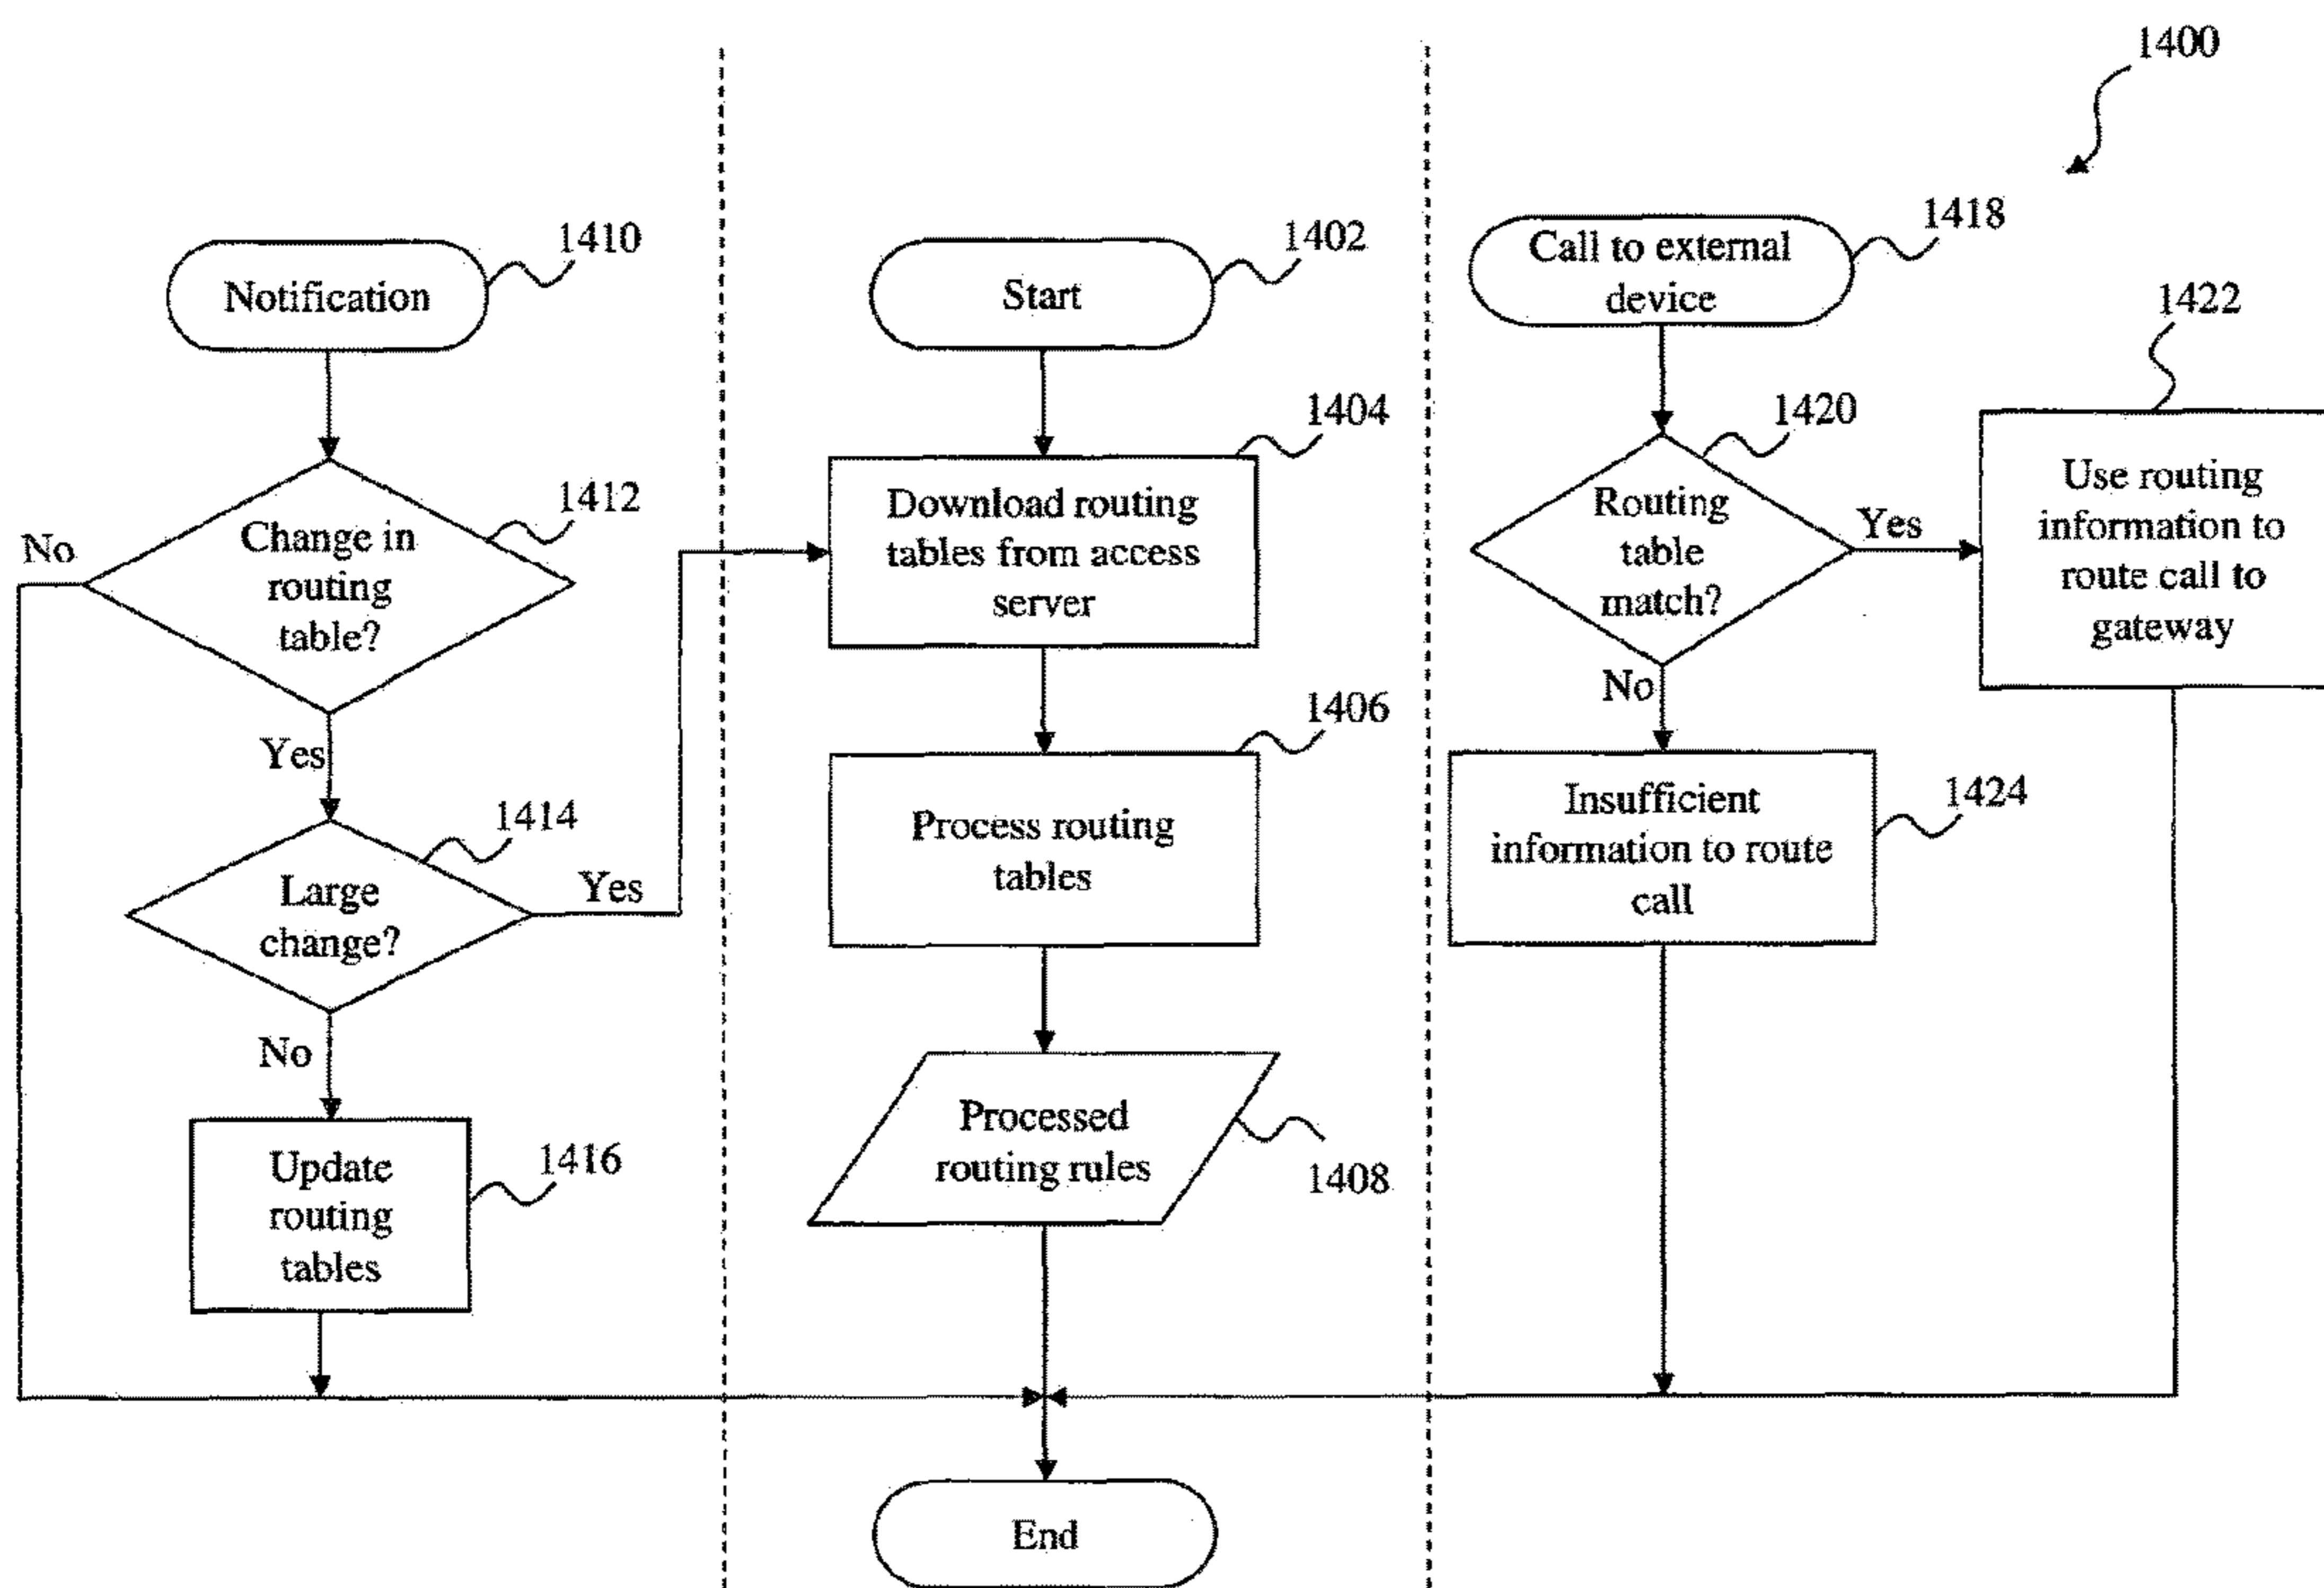 1400
Notification
1410
Change in
routing
table?
1412
No
Yes
Large
change?
1414
Yes
No
Update
routing
tables
1416
Start
1402
Download routing
tables from access
server
1404
Process routing
tables
1406
Processed
routing rules
1408
End
Call to external
device
1418
Routing
table
match?
1420
Yes
No
Use routing
information to
route call to
gateway
1422
Insufficient
information to route
call
1424